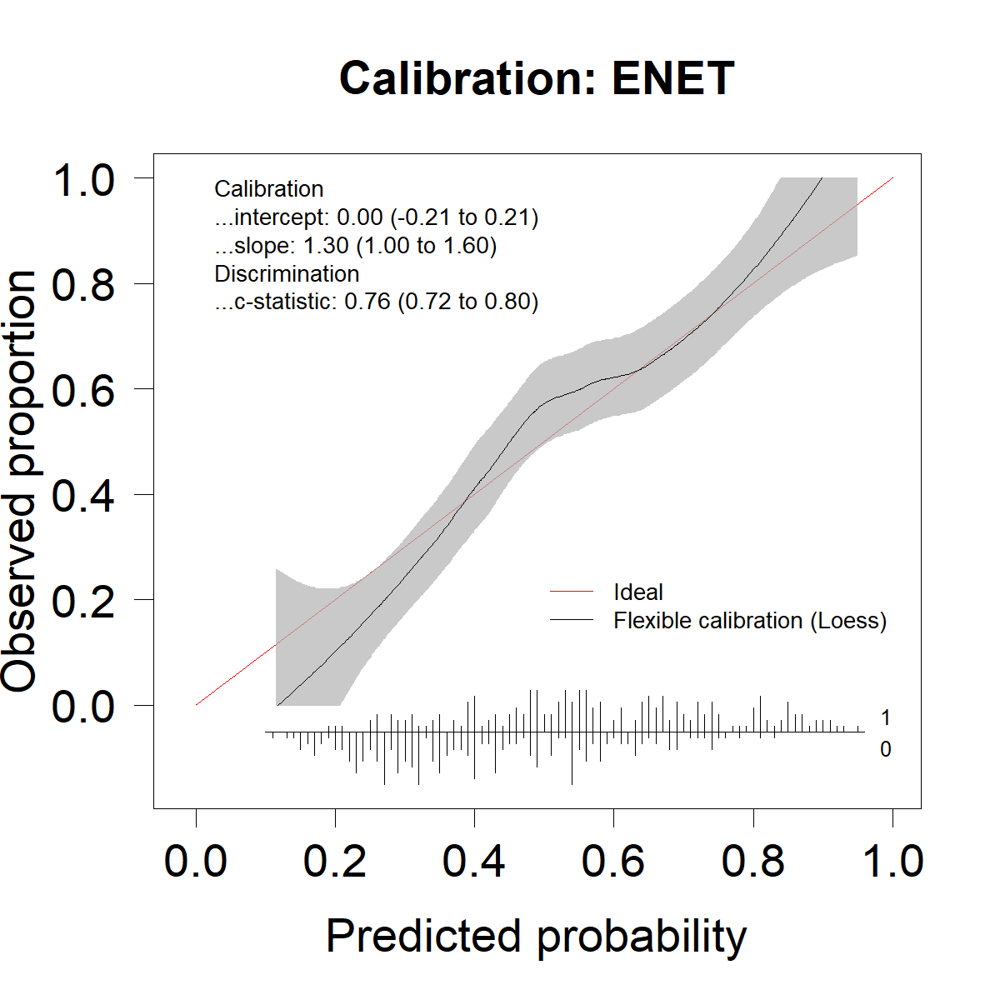 Calibration: ENET
Calibration
...intercept: 0.00 (-0.21 to 0.21)
...slope: 1.30 (1.00 to 1.60)
Discrimination
...c-statistic: 0.76 (0.72 to 0.80)
Observed proportion
1.0
0.8
0.6
0.4
0.2
0.0
Ideal
Flexible calibration (Loess)
1
0
0.0 0.2 0.4 0.6 0.8 1.0
Predicted probability